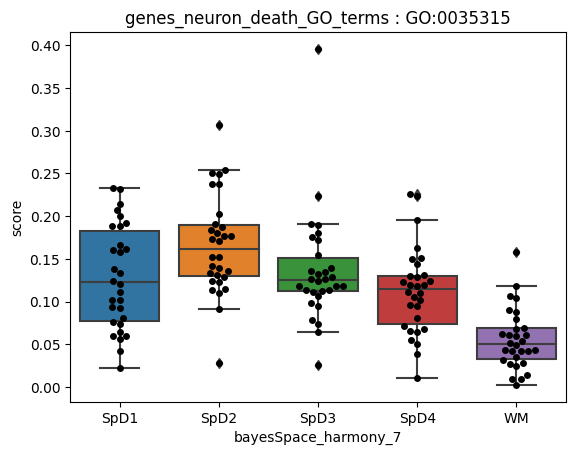 genes_neuron_death_GO_terms : GO:0035315
0.40
0.35
0.30
0.25
0.20
0.15
0.10
0.05
0.00
score
SpD1 SpD2 SpD3 SpD4 WM
bayesSpace_harmony_7